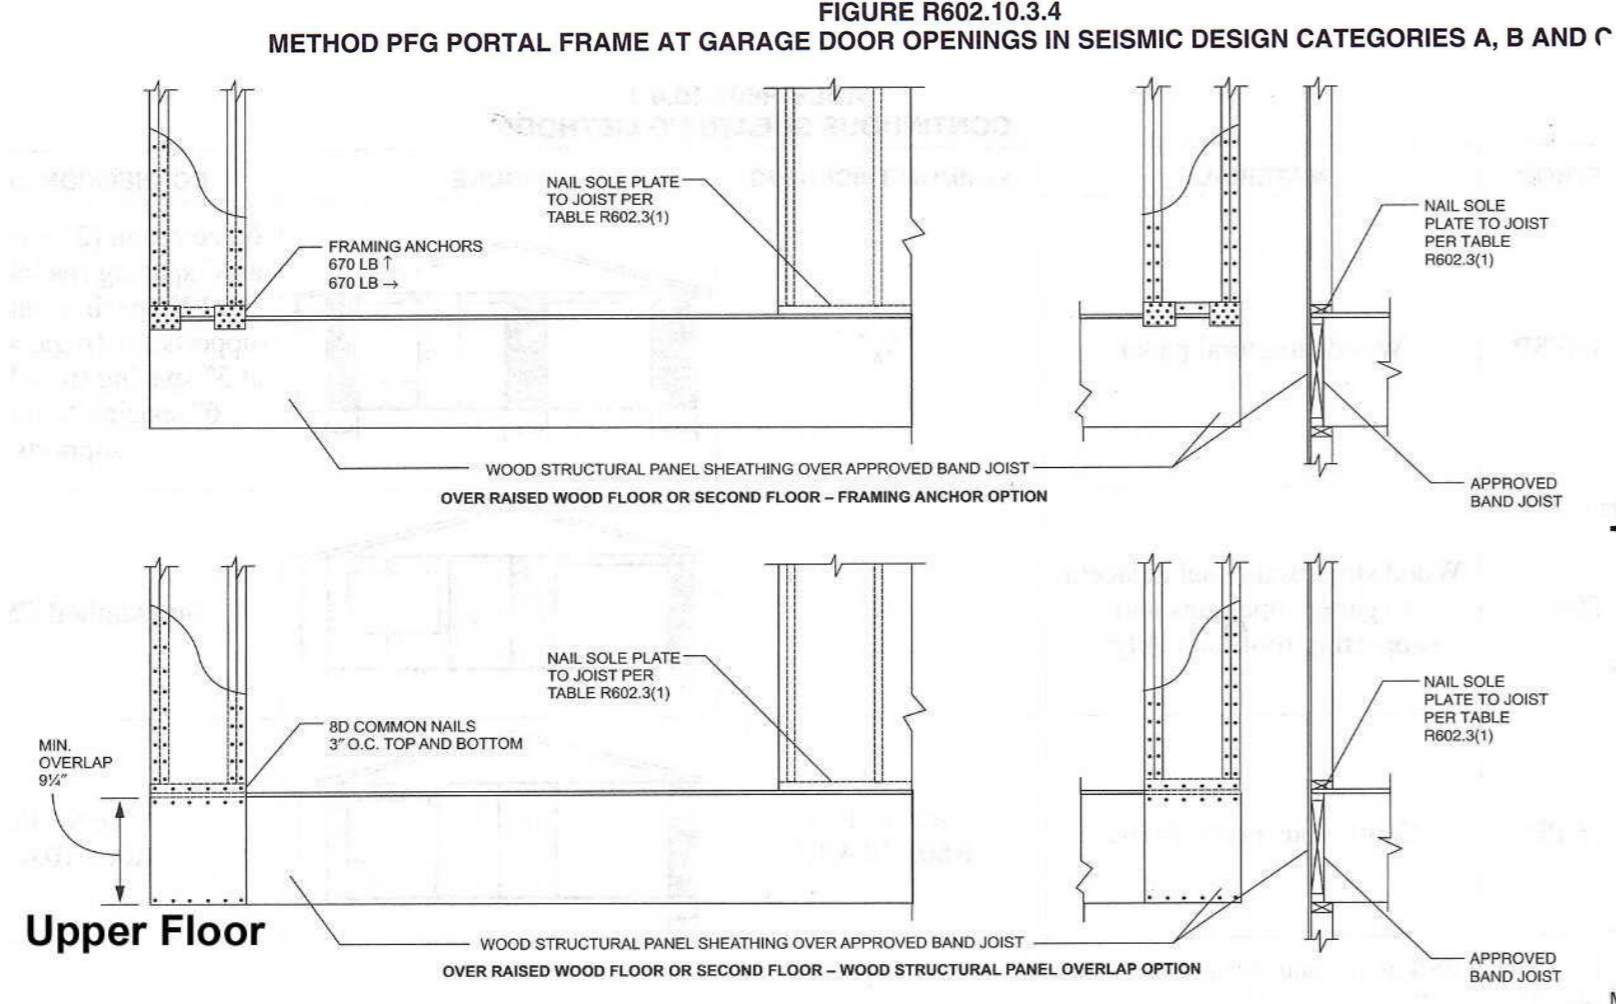 FIGURE R602.10.3.4
METHOD PFG PORTAL FRAME AT GARAGE DOOR OPENINGS IN SEISMIC DESIGN CATEGORIES A, B AND
NAIL SOLE PLATE
TO JOIST PER
TABLE R602.3(1)
NAIL SOLE
PLATE TO JOIST
PER TABLE
R602.3(1)
FRAMING ANCHORS
670 LB ↑
670 LB →
WOOD STRUCTURAL PANEL SHEATHING OVER APPROVED BAND JOIST
OVER RAISED WOOD FLOOR OR SECOND FLOOR – FRAMING ANCHOR OPTION
APPROVED
BAND JOIST
NAIL SOLE PLATE
TO JOIST PER
TABLE R602.3(1)
NAIL SOLE
PLATE TO JOIST
PER TABLE
R602.3(1)
8D COMMON NAILS
3" O.C. TOP AND BOTTOM
MIN.
OVERLAP
9¼"
Upper Floor
WOOD STRUCTURAL PANEL SHEATHING OVER APPROVED BAND JOIST
OVER RAISED WOOD FLOOR OR SECOND FLOOR – WOOD STRUCTURAL PANEL OVERLAP OPTION
APPROVED
BAND JOIST